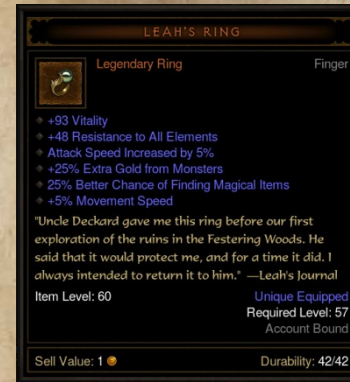 LEAH'S RING
Legendary Ring Finger
+93 Vitality
+48 Resistance to All Elements
Attack Speed Increased by 5%
+25% Extra Gold from Monsters
25% Better Chance of Finding Magical Items
+5% Movement Speed
"Uncle Deckard gave me this ring before our first
exploration of the ruins in the Festering Woods. He
said that it would protect me, and for a time it did. I
always intended to return it to him." —Leah's Journal
Item Level: 60 Unique Equipped
Required Level: 57
Account Bound
Sell Value: 1 Durability: 42/42